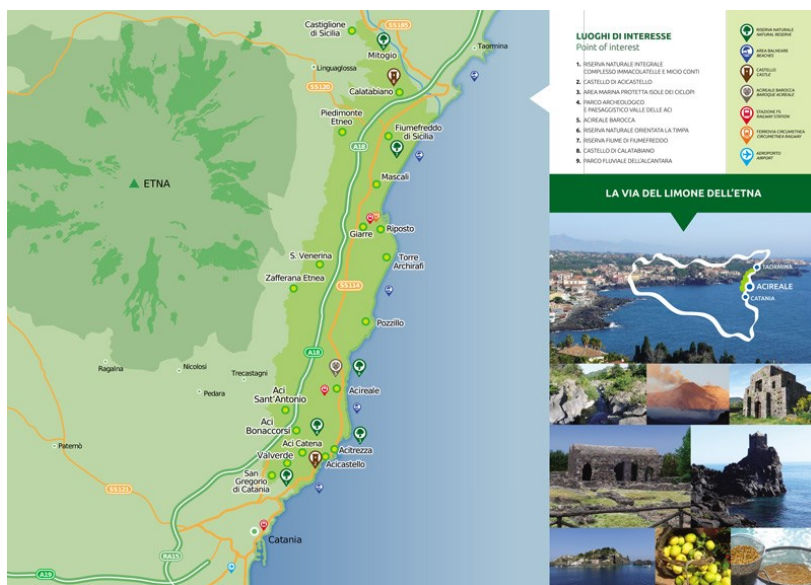 Castiglione
di Sicilia
SS185
Mitogio
Taormina
Linguaglossa
SS120
Calatabiano
Piedimonte
Etneo
Fiumefreddo
di Sicilia
A18
Mascali
ETNA
Giarre
Riposto
S. Venerina
Torre
Archirafi
Zafferana Etnea
SS114
Pozzillo
A18
Ragalna
Nicolosi
Trecastagni
Pedara
Acireale
Aci
Sant'Antonio
Aci
Bonaccorsi
Paternò
Aci Catena
Acitrezza
Valverde
Acicastello
San
Gregorio
di Catania
SS121
Catania
RA15
A19
LUOGHI DI INTERESSE
Point of interest
1. RISERVA NATURALE INTEGRALE
COMPLESSO IMMACOLATELLE E MICIO CONTI
2. CASTELLO DI ACICASTELLO
3. AREA MARINA PROTETTA ISOLE DEI CICLOPI
4. PARCO ARCHEOLOGICO
E PAESAGGISTICO VALLE DELLE ACI
5. ACIREALE BAROCCA
6. RISERVA NATURALE ORIENTATA LA TIMPA
7. RISERVA FIUME DI FIUMEFREDDO
8. CASTELLO DI CALATABIANO
9. PARCO FLUVIALE DELL'ALCANTARA
RISERVA NATURALE
NATURAL RESERVE
AREA BALNEARE
BEACHES
CASTELLO
CASTLE
ACIREALE BAROCCA
BAROQUE ACIREALE
STAZIONE FS
RAILWAY STATION
FERROVIA CIRCUMETNEA
CIRCUMETNEA RAILWAY
AEROPORTO
AIRPORT
LA VIA DEL LIMONE DELL'ETNA
TAORMINA
ACIREALE
CATANIA